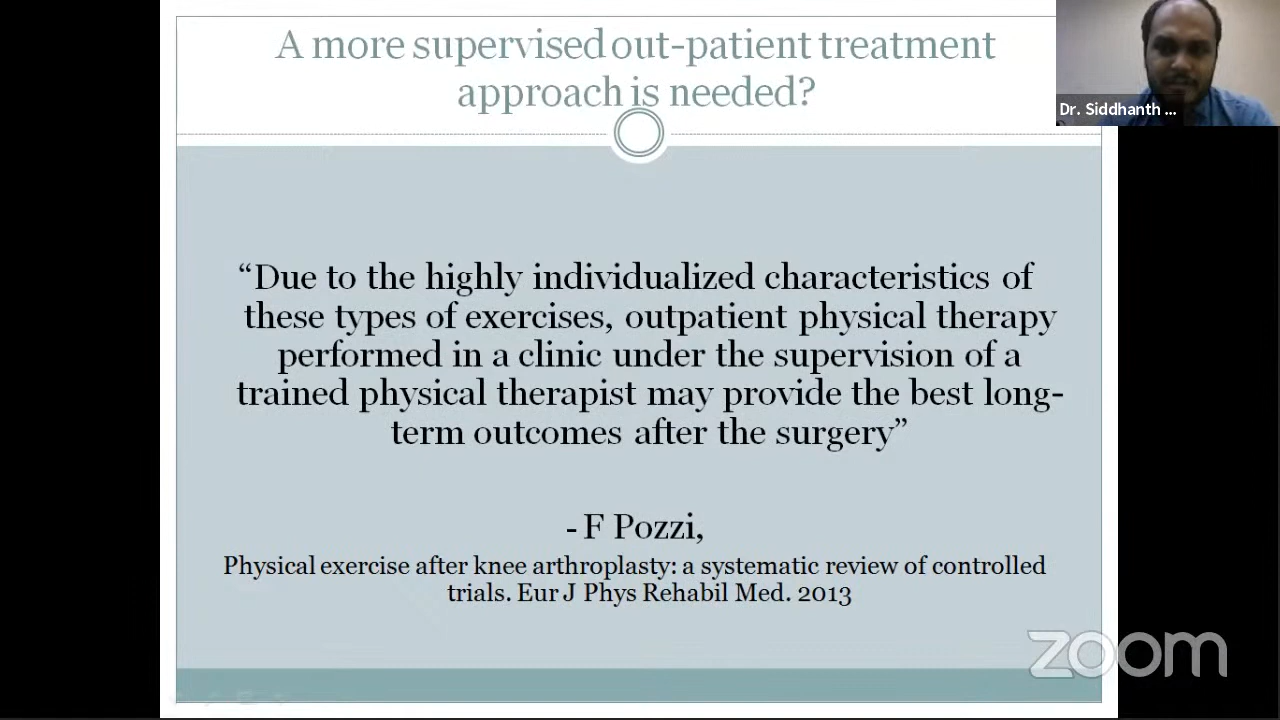 A more supervised out-patient treatment
approach is needed?
Dr. Siddhanth ...
“Due to the highly individualized characteristics of
these types of exercises, outpatient physical therapy
performed in a clinic under the supervision of a
trained physical therapist may provide the best long-
term outcomes after the surgery”
- F Pozzi,
Physical exercise after knee arthroplasty: a systematic review of controlled
trials. Eur J Phys Rehabil Med. 2013
zoom